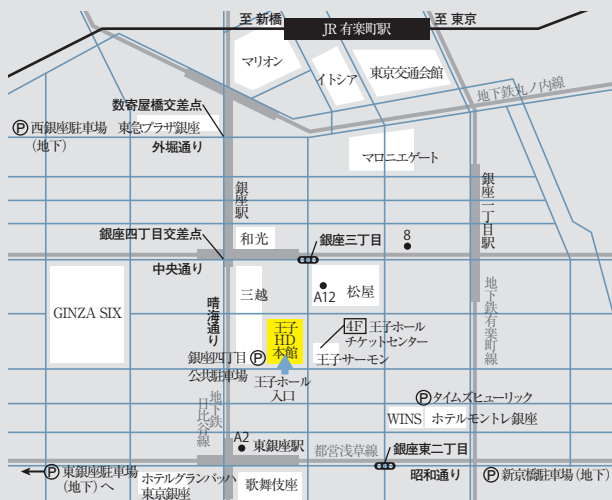 至 新橋
JR 有楽町駅
至 東京
マリオン
イトシア
東京交通会館
地下鉄丸ノ内線
数寄屋橋交差点
Ⓟ西銀座駐車場
(地下)
東急プラザ銀座
外堀通り
マロニエゲート
銀座駅
銀座一丁目駅
銀座四丁目交差点
和光
銀座三丁目
8
中央通り
GINZA SIX
晴海通り
三越
A12
松屋
地下鉄有楽町線
王子
HD
本館
4F 王子ホール
チケットセンター
王子サーモン
銀座四丁目 Ⓟ
公共駐車場
王子ホール
入口
地下鉄
日比谷線
Ⓟタイムズヒューリック
WINS
ホテルモントレ銀座
A2
東銀座駅
都営浅草線
銀座東二丁目
昭和通り
Ⓟ東銀座駐車場
(地下)へ
ホテルグランバッハ
東京銀座
歌舞伎座
Ⓟ新京橋駐車場(地下)